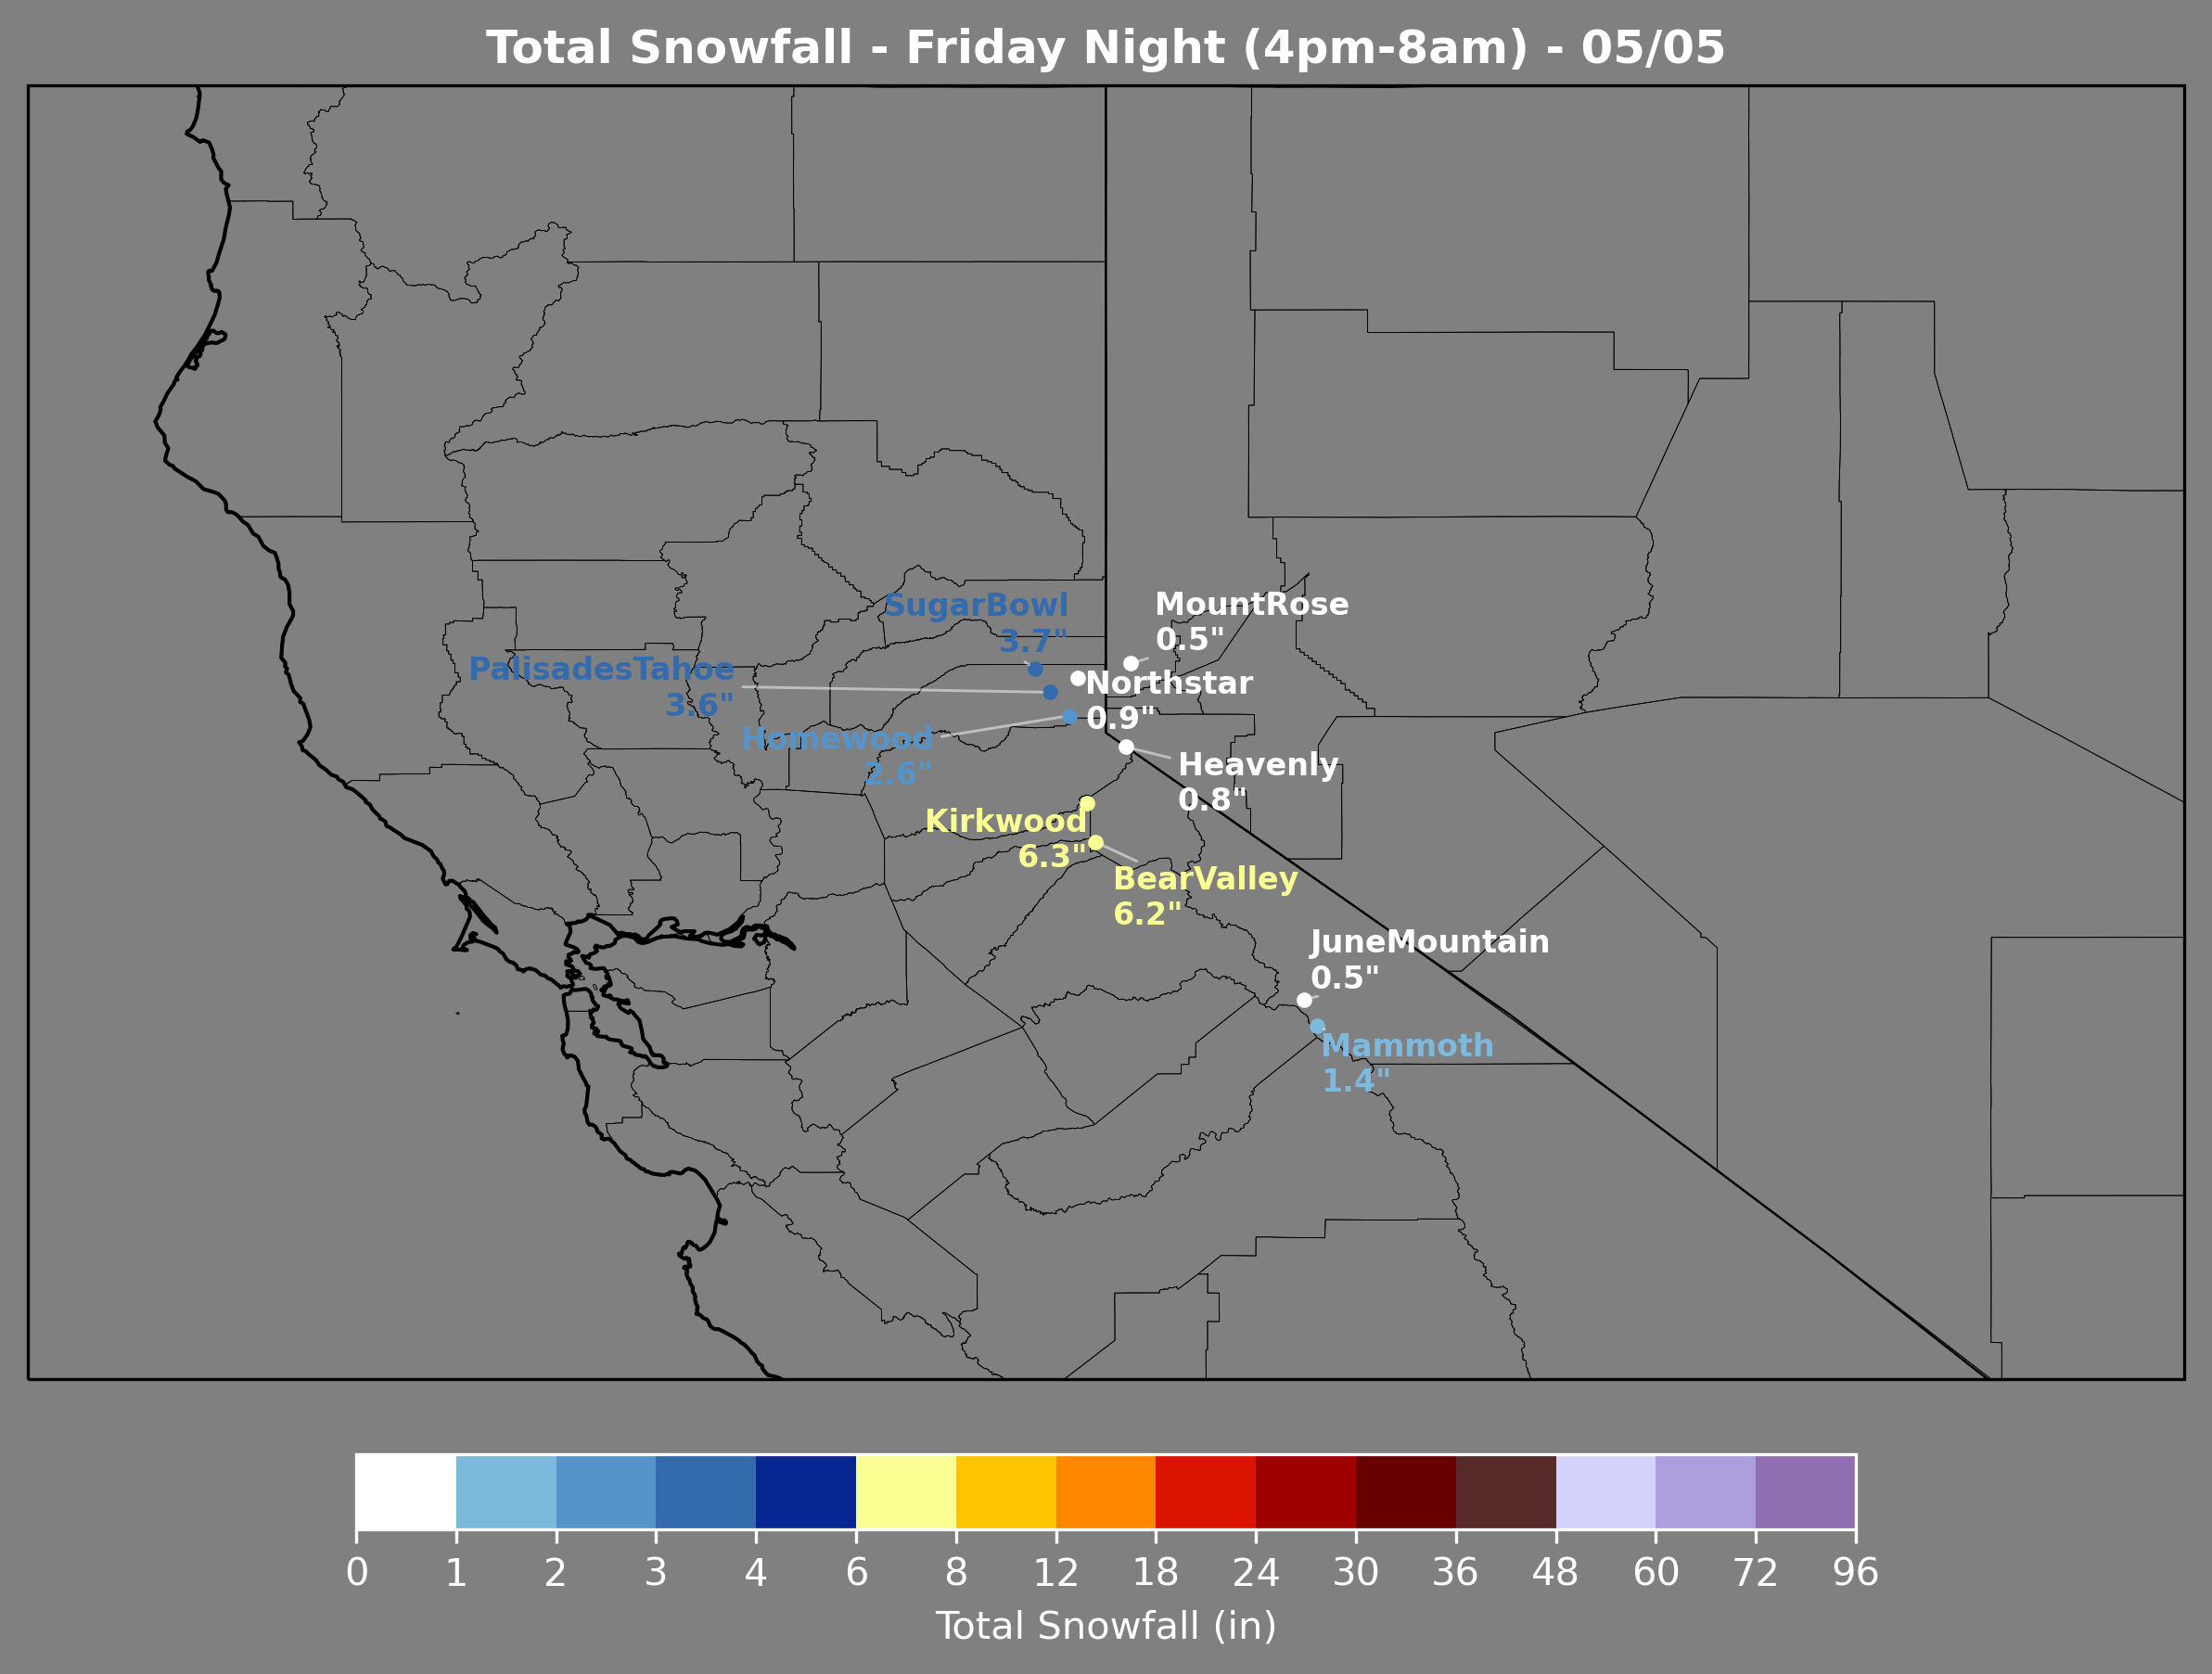 Total Snowfall - Friday Night (4pm-8am) - 05/05
SugarBowl
3.7"
MountRose
0.5"
PalisadesTahoe
3.6"
Northstar
0.9"
Homewood
2.6"
Heavenly
0.8"
Kirkwood
6.3"
BearValley
6.2"
JuneMountain
0.5"
Mammoth
1.4"
0 1 2 3 4 6 8 12 18 24 30 36 48 60 72 96
Total Snowfall (in)